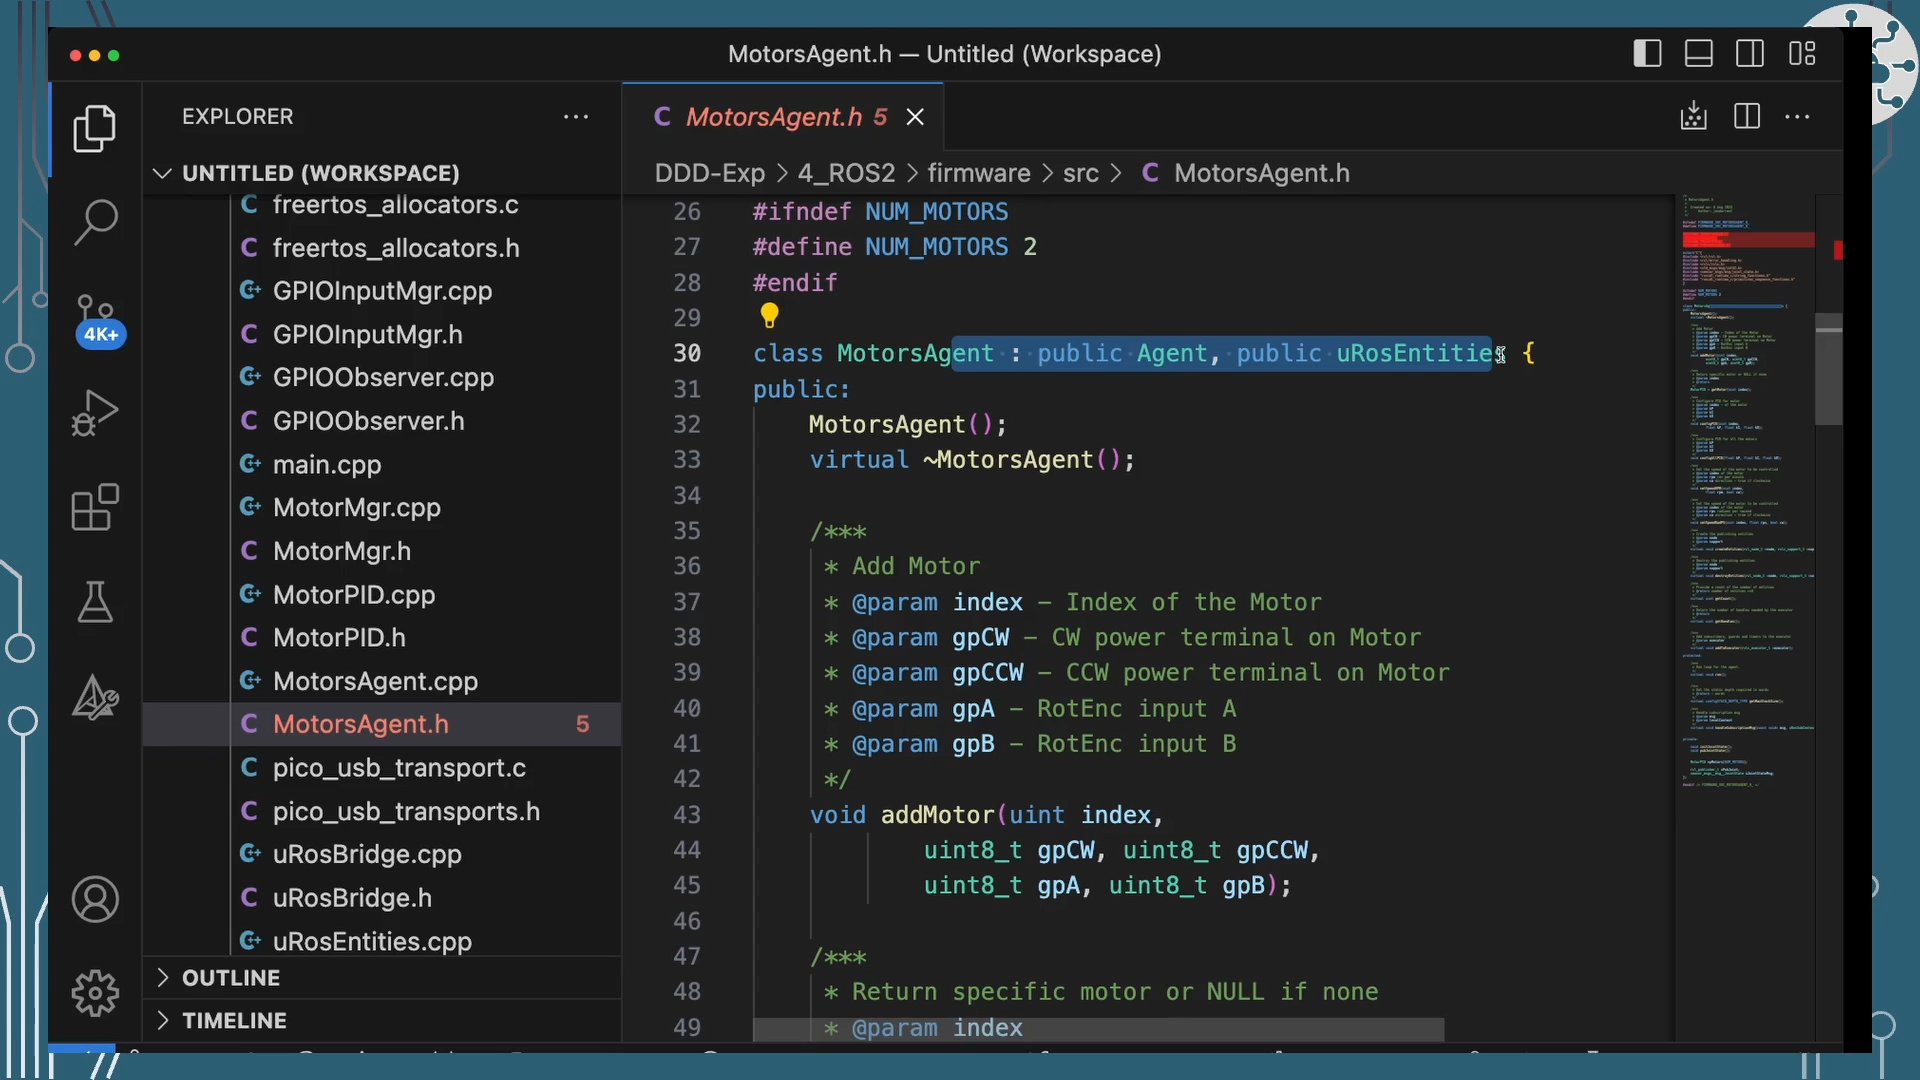 MotorsAgent.h — Untitled (Workspace)
EXPLORER
UNTITLED (WORKSPACE)
freertos_allocators.c
freertos_allocators.h
GPIOInputMgr.cpp
GPIOInputMgr.h
GPIOObserver.cpp
GPIOObserver.h
main.cpp
MotorMgr.cpp
MotorMgr.h
MotorPID.cpp
MotorPID.h
MotorsAgent.cpp
MotorsAgent.h 5
pico_usb_transport.c
pico_usb_transports.h
uRosBridge.cpp
uRosBridge.h
uRosEntities.cpp
OUTLINE
TIMELINE
4K+
MotorsAgent.h 5
DDD-Exp > 4_ROS2 > firmware > src > C MotorsAgent.h
26 #ifndef NUM_MOTORS
27 #define NUM_MOTORS 2
28 #endif
29
30 class MotorsAgent : public Agent, public uRosEntities {
31 public:
32 MotorsAgent();
33 virtual ~MotorsAgent();
34
35 /***
36 * Add Motor
37 * @param index – Index of the Motor
38 * @param gpCW – CW power terminal on Motor
39 * @param gpCCW – CCW power terminal on Motor
40 * @param gpA – RotEnc input A
41 * @param gpB – RotEnc input B
42 */
43 void addMotor(uint index,
44 uint8_t gpCW, uint8_t gpCCW,
45 uint8_t gpA, uint8_t gpB);
46
47 /***
48 * Return specific motor or NULL if none
49 * @param index